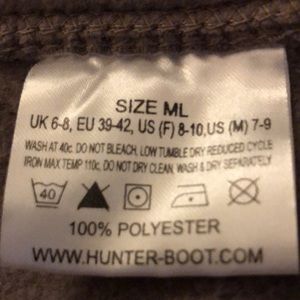 SIZE ML
UK 6-8, EU 39-42, US (F) 8-10,US (M) 7-9
WASH AT 40c. DO NOT BLEACH, LOW TUMBLE DRY REDUCED CYCLE
IRON MAX TEMP 110c. DO NOT DRY CLEAN. WASH & DRY SEPARATELY
40
100% POLYESTER
WWW.HUNTER-BOOT.COM